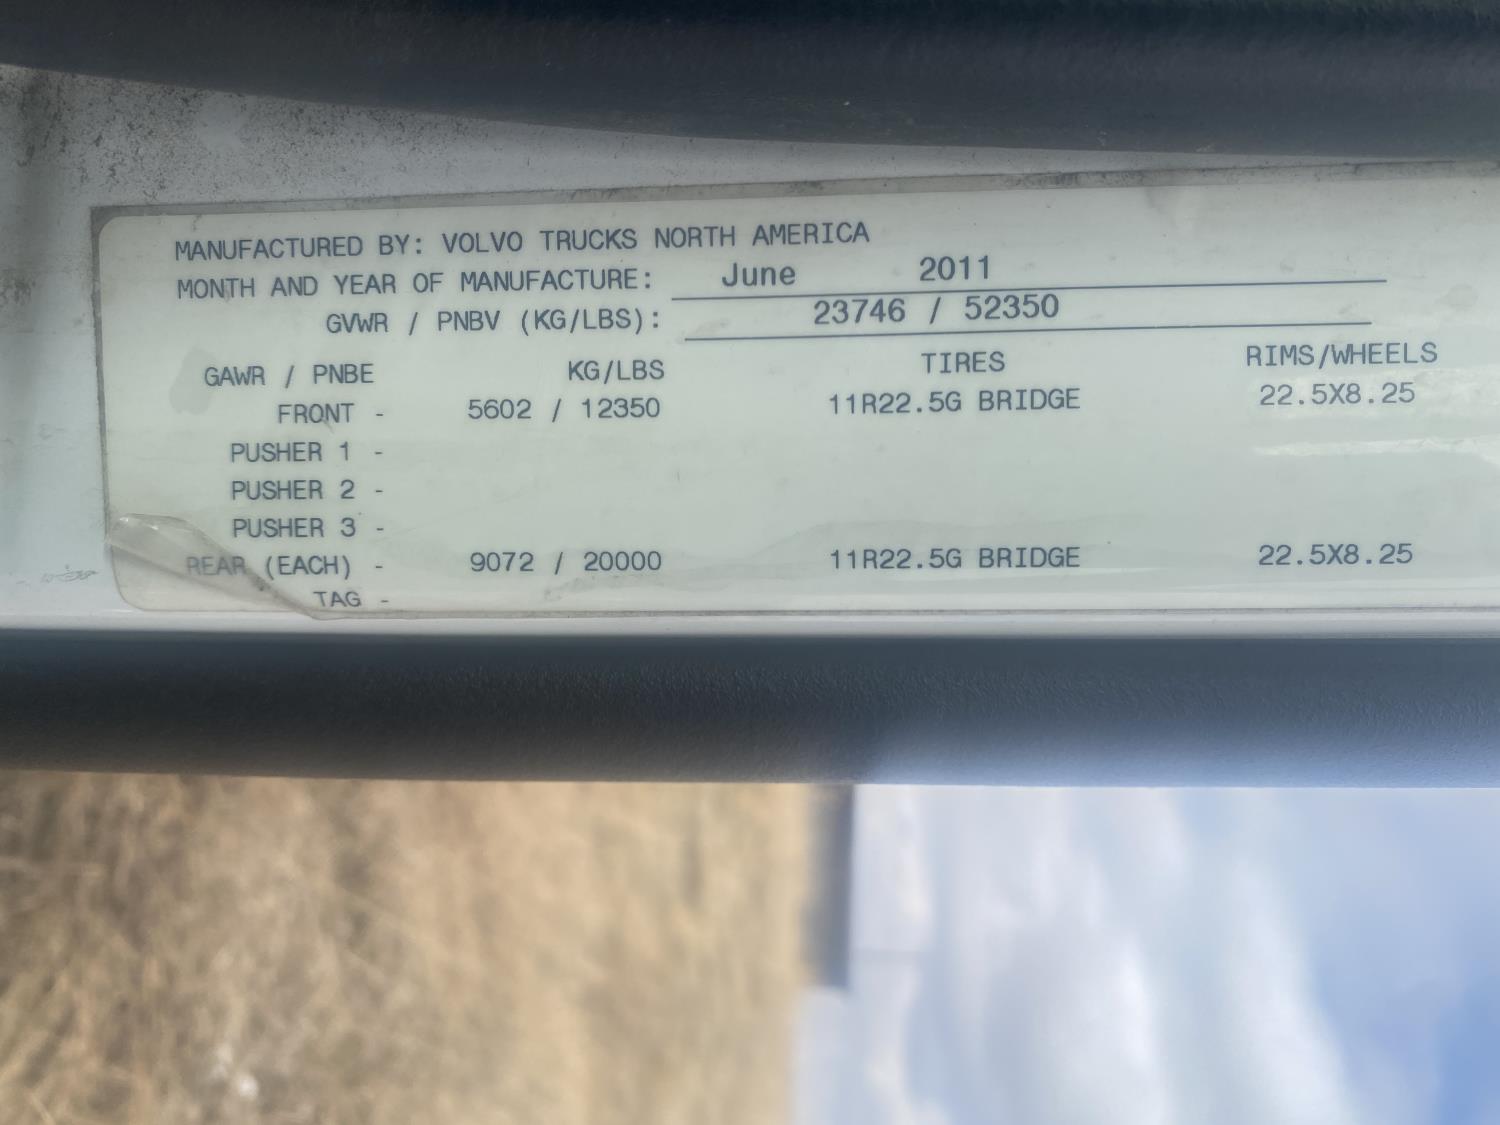 MANUFACTURED BY: VOLVO TRUCKS NORTH AMERICA
MONTH AND YEAR OF MANUFACTURE: June 2011
GVWR / PNBV (KG/LBS): 23746 / 52350
GAWR / PNBE KG/LBS TIRES RIMS/WHEELS
FRONT - 5602 / 12350 11R22.5G BRIDGE 22.5X8.25
PUSHER 1 -
PUSHER 2 -
PUSHER 3 -
REAR (EACH) - 9072 / 20000 11R22.5G BRIDGE 22.5X8.25
TAG -